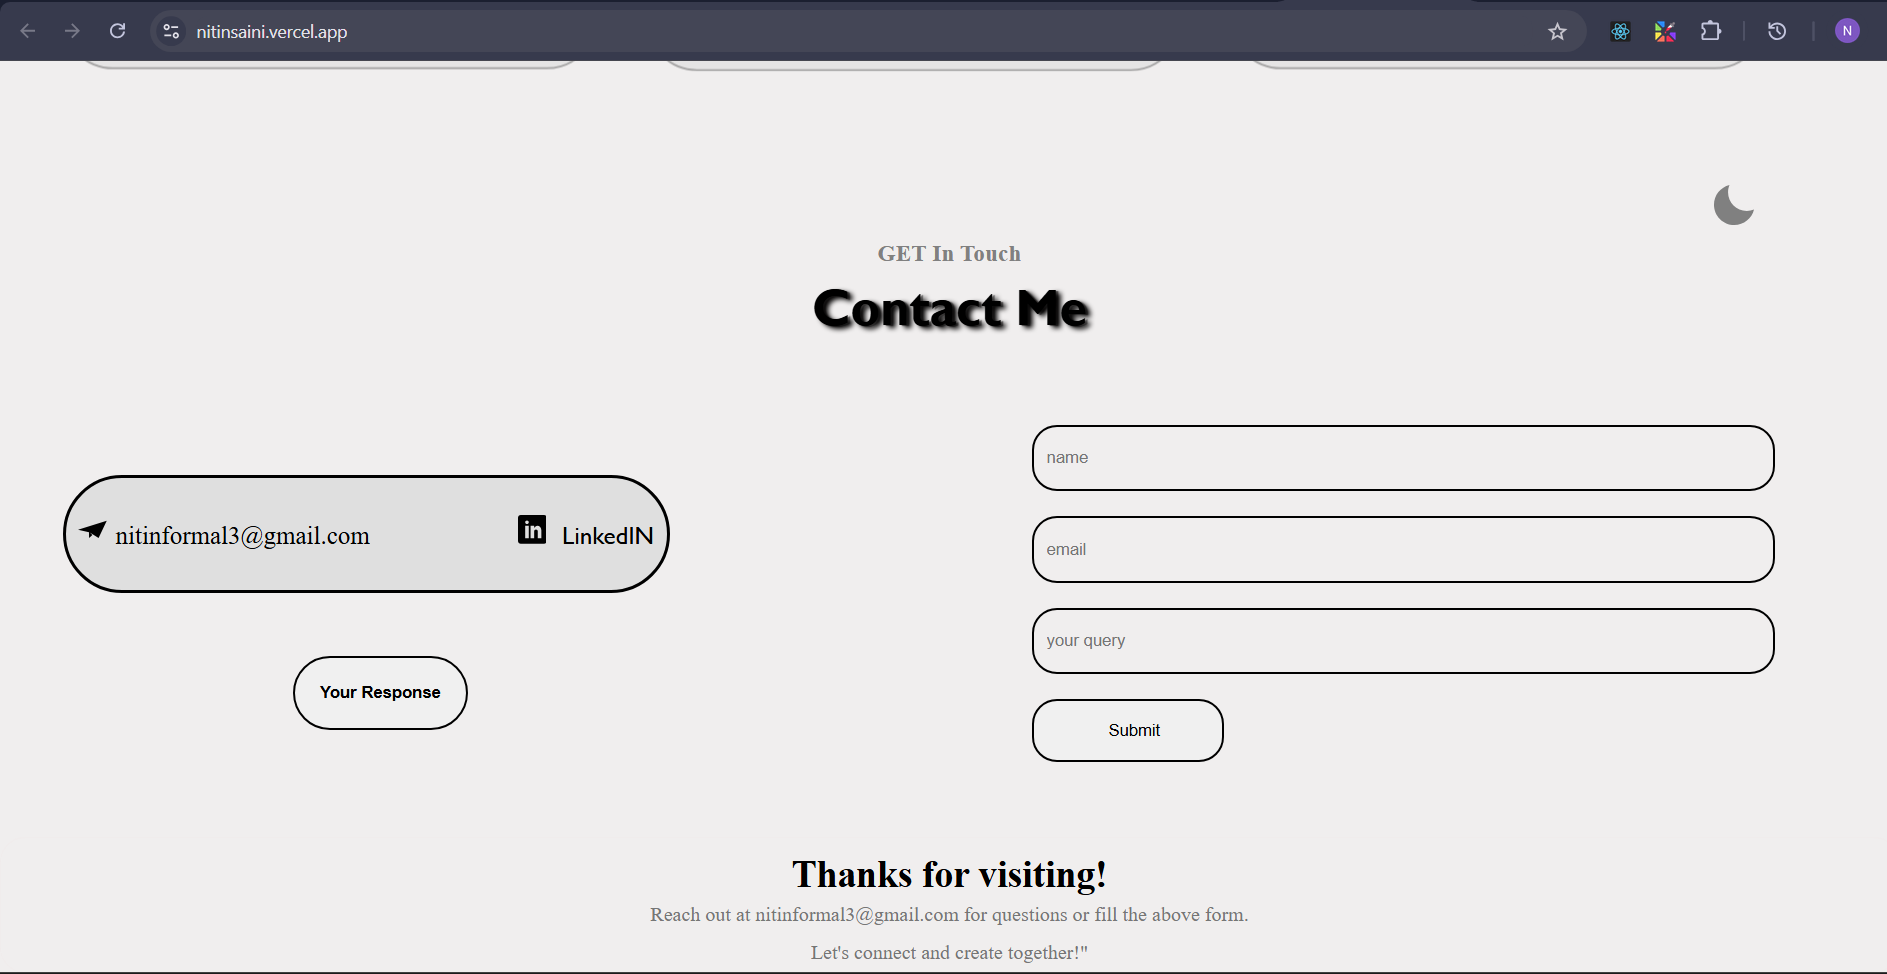 nitinsaini.vercel.app
N
GET In Touch
Contact Me
nitinformal3@gmail.com
in LinkedIN
Your Response
name
email
your query
Submit
Thanks for visiting!
Reach out at nitinformal3@gmail.com for questions or fill the above form.
Let's connect and create together!"